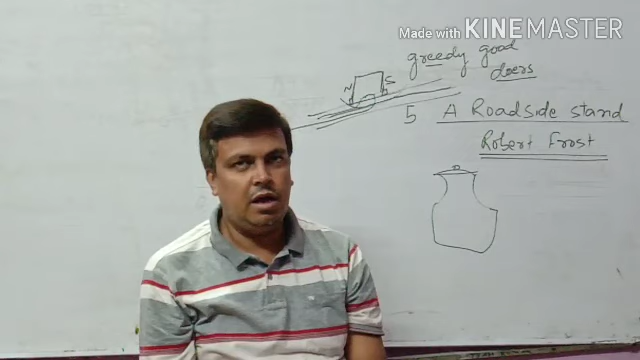 Made with KINEMASTER
greedy good
doers
N S
5 A Roadside stand
Robert Frost